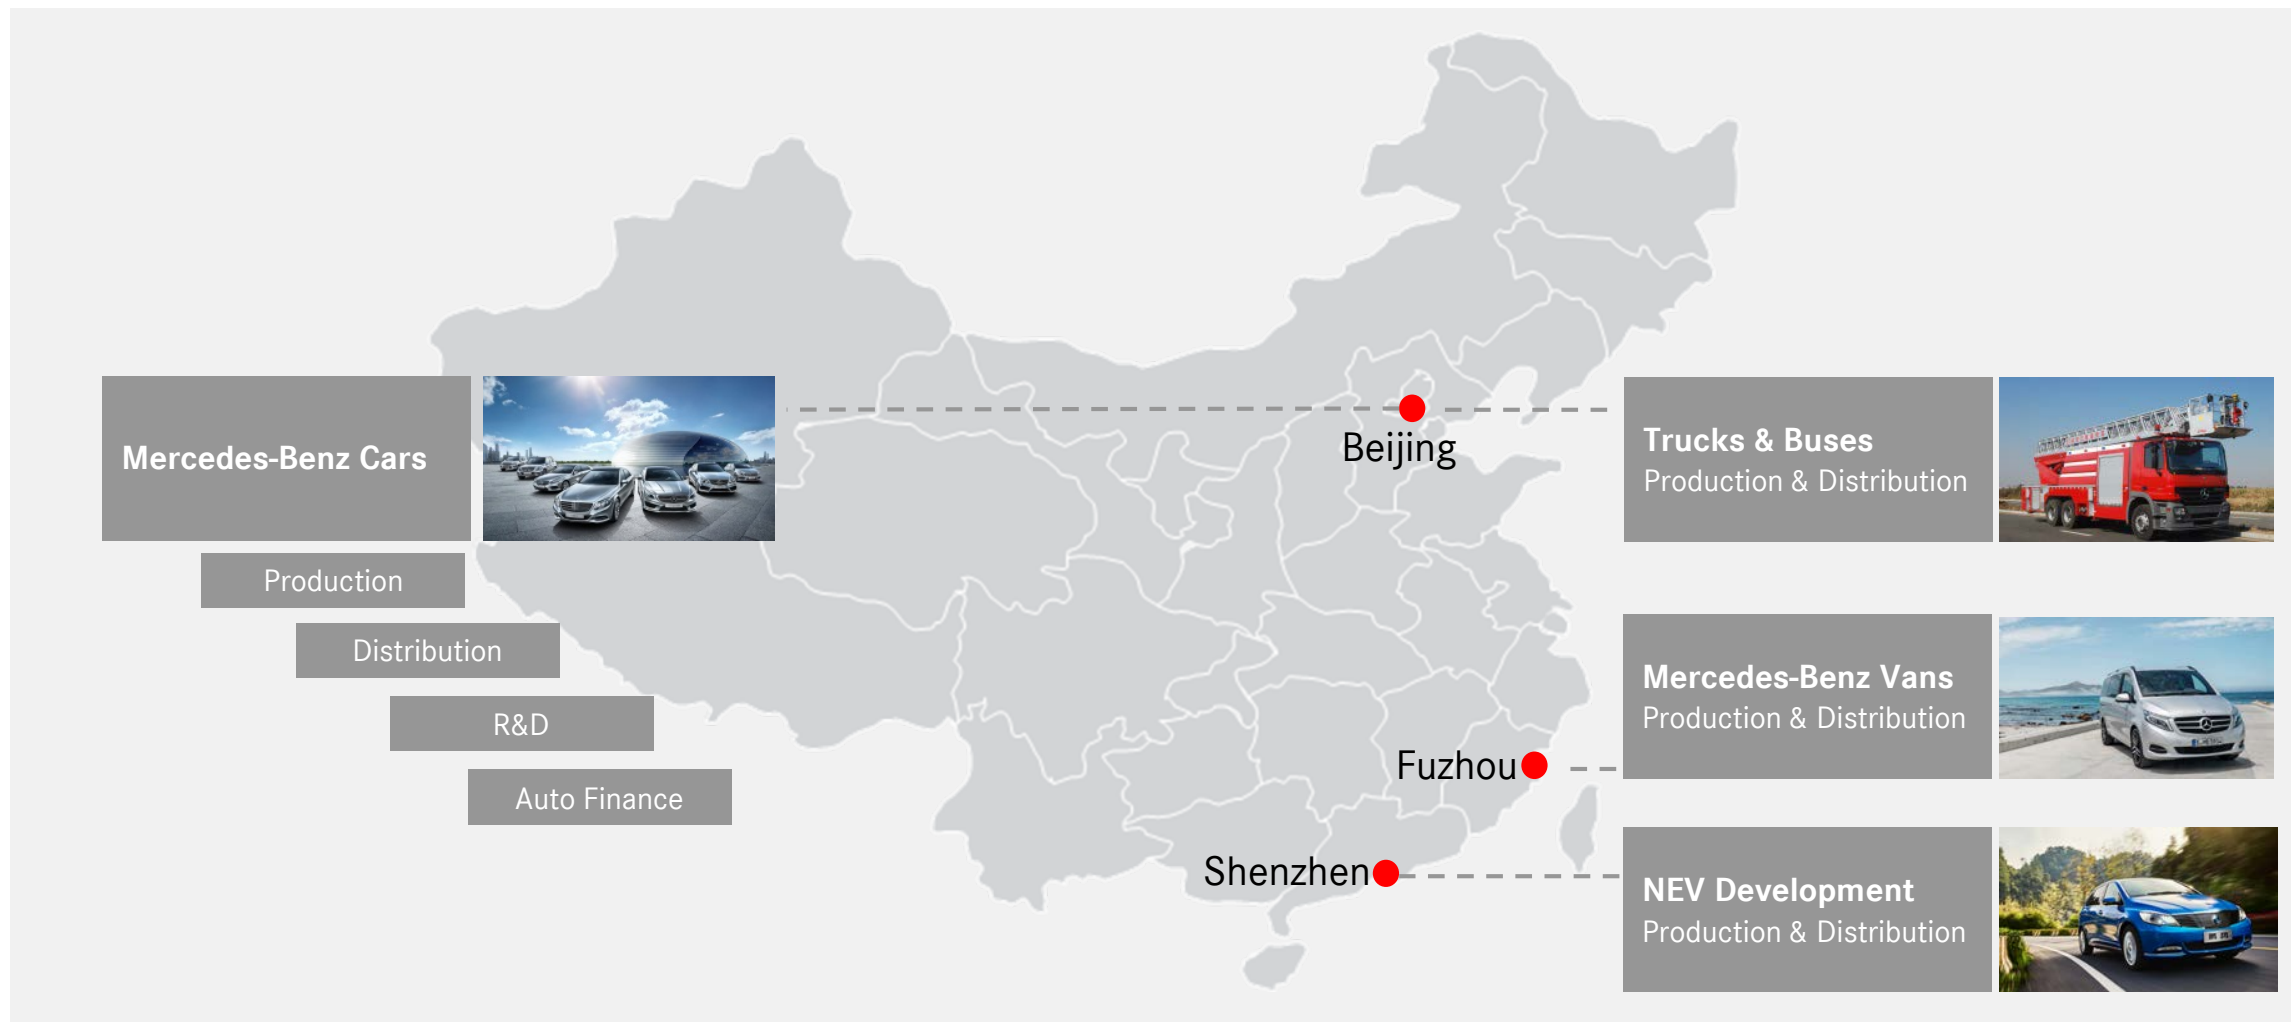 Mercedes-Benz Cars
Production
Distribution
R&D
Auto Finance
Beijing
Fuzhou
Shenzhen
Trucks & Buses
Production & Distribution
Mercedes-Benz Vans
Production & Distribution
NEV Development
Production & Distribution